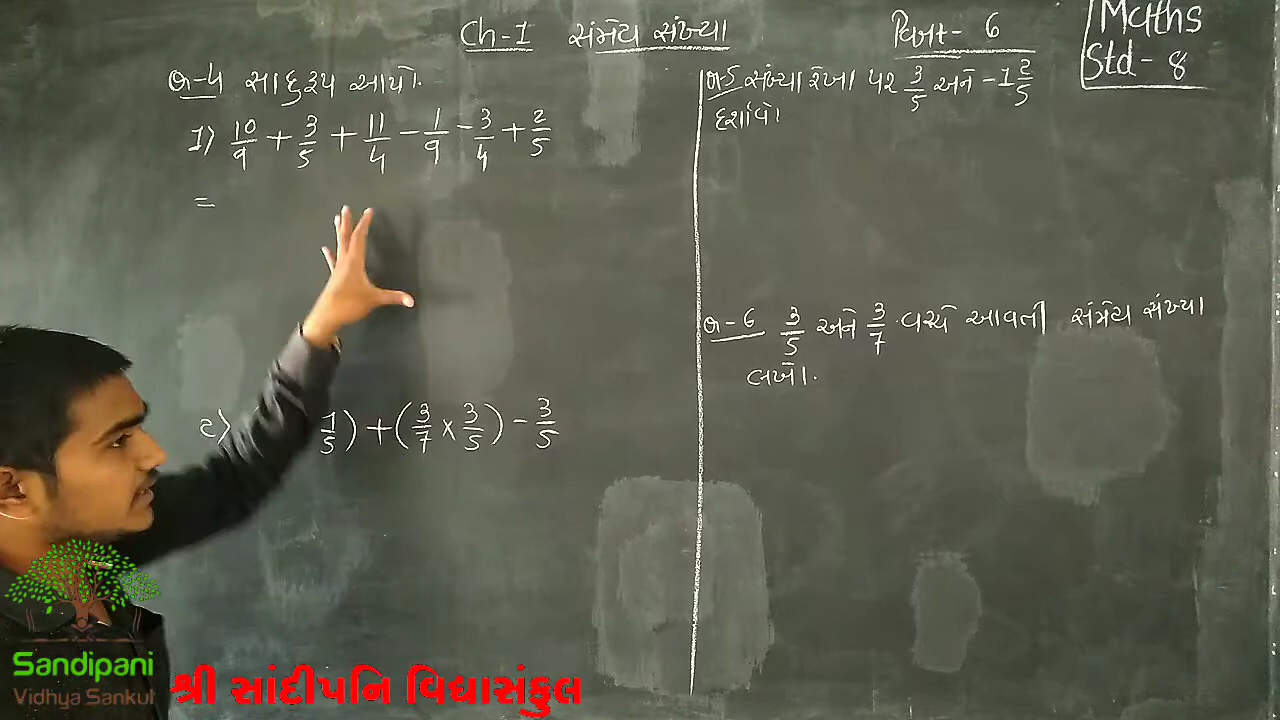 Ch-1 સંમેય સંખ્યા
વિભાગ- 6
Maths
Std - 8
પ્ર-4 સાદુરૂપ આપો.
1) 10/9 + 3/5 + 11/4 - 1/9 - 3/4 + 2/5
=
2) 1/5) + (3/7 × 3/5) - 3/5
પ્ર-5 સંખ્યા રેખા પર 3/5 અને -1 2/5
દર્શાવો
પ્ર-6 3/5 અને 3/7 વચ્ચે આવતી સંમેય સંખ્યા
લખો.
Sandipani
Vidhya Sankul
શ્રી સાંદીપનિ વિદ્યાસંકુલ